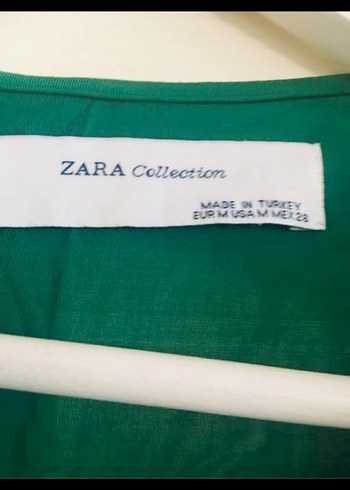 ZARA Collection
MADE IN TURKEY
EUR M USA M MEX 28